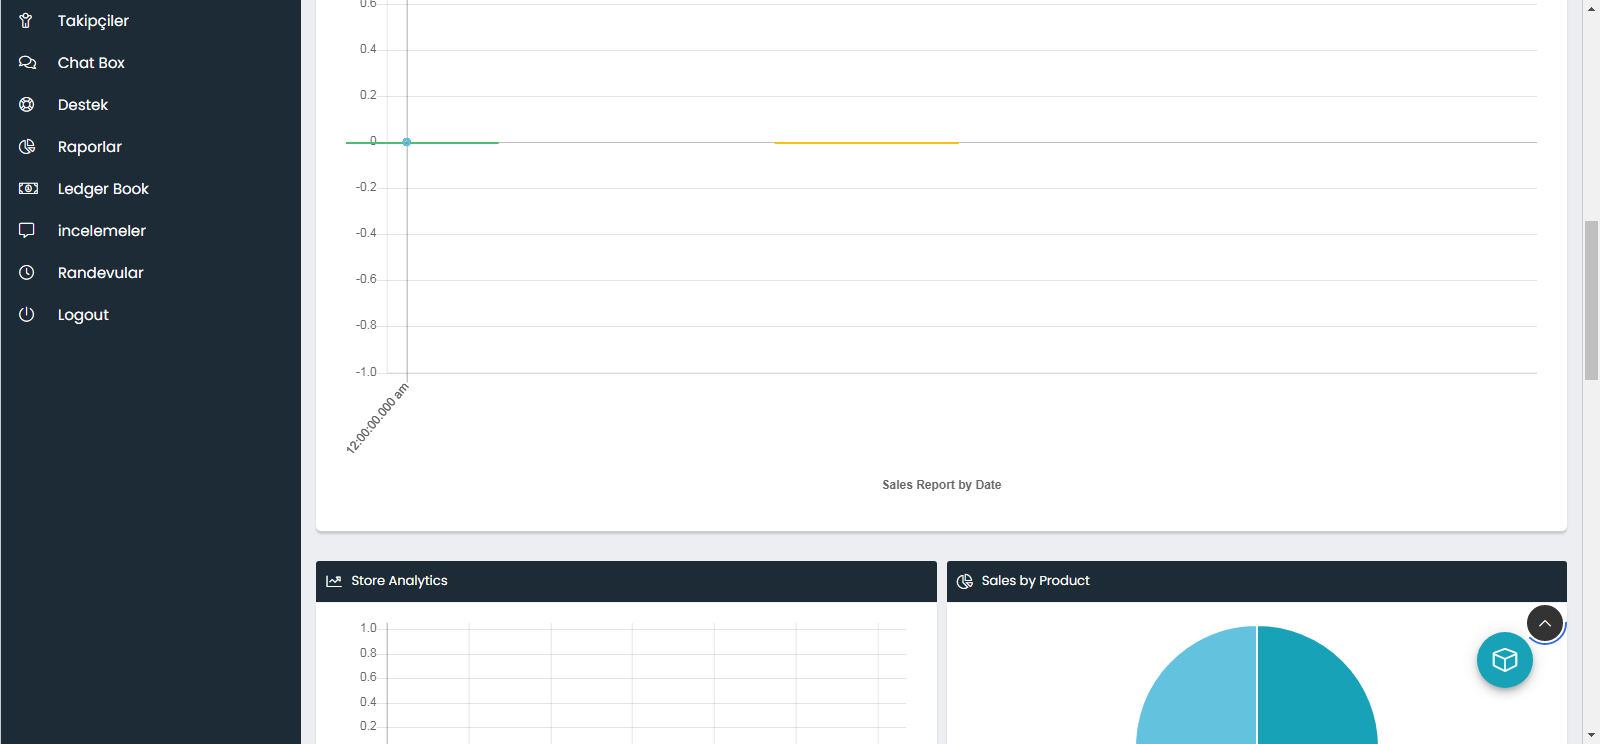 Takipçiler
Chat Box
Destek
Raporlar
Ledger Book
incelemeler
Randevular
Logout
0.6
0.4
0.2
0
-0.2
-0.4
-0.6
-0.8
-1.0
12:00:00.000 am
Sales Report by Date
Store Analytics
1.0
0.8
0.6
0.4
0.2
Sales by Product